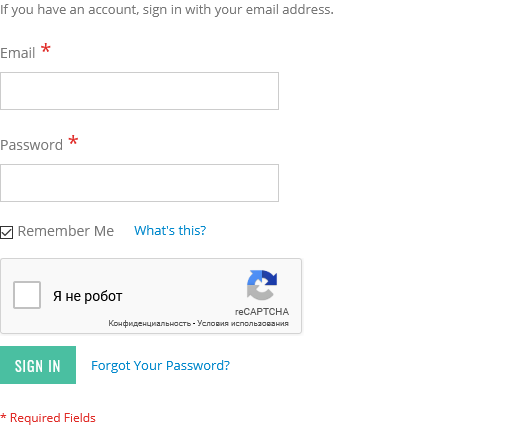 If you have an account, sign in with your email address.
Email *
Password *
Remember Me What's this?
Я не робот
reCAPTCHA
Конфиденциальность - Условия использования
SIGN IN Forgot Your Password?
* Required Fields